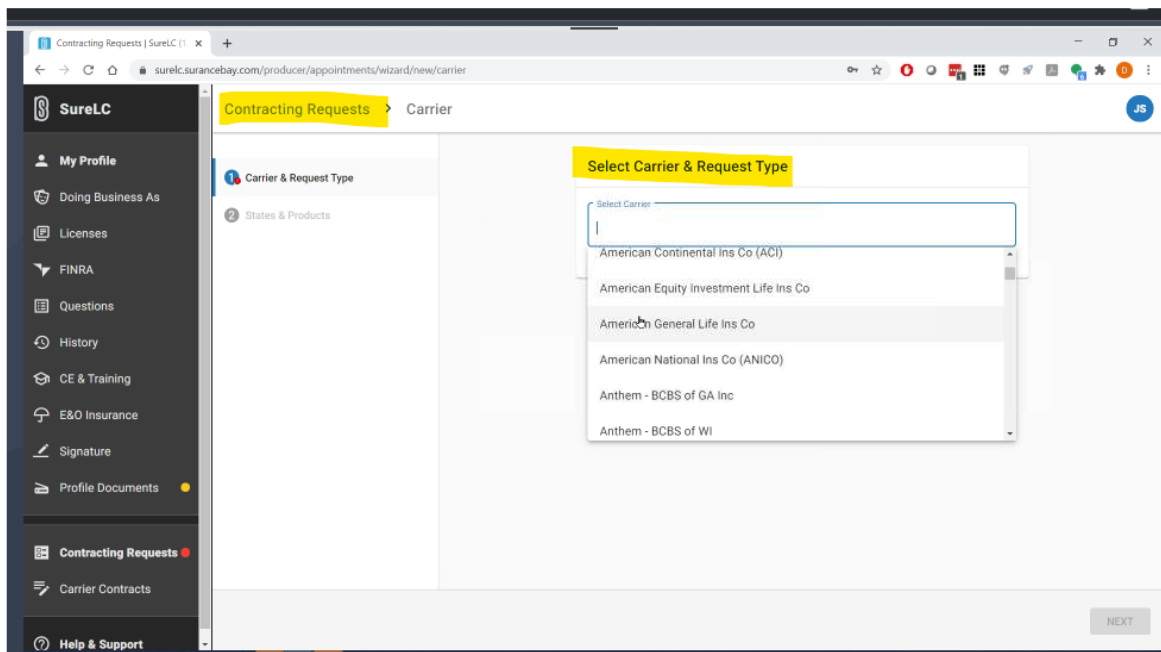 Contracting Requests | SureLC (1.
surelc.surancebay.com/producer/appointments/wizard/new/carrier
SureLC
Contracting Requests > Carrier
JS
My Profile
Doing Business As
Licenses
FINRA
Questions
History
CE & Training
E&O Insurance
Signature
Profile Documents
Contracting Requests
Carrier Contracts
Help & Support
1 Carrier & Request Type
2 States & Products
Select Carrier & Request Type
Select Carrier
American Continental Ins Co (ACI)
American Equity Investment Life Ins Co
American General Life Ins Co
American National Ins Co (ANICO)
Anthem - BCBS of GA Inc
Anthem - BCBS of WI
NEXT